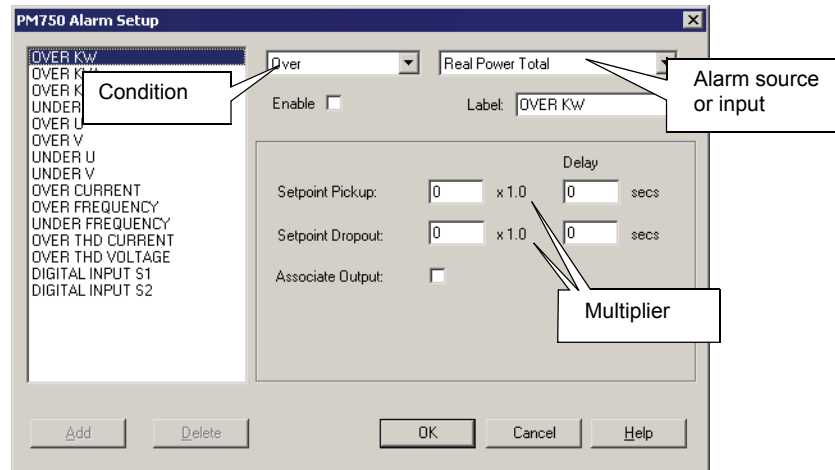 PM750 Alarm Setup
OVER KW
OVER
OVER
UNDER
OVER U
OVER V
UNDER U
UNDER V
OVER CURRENT
OVER FREQUENCY
UNDER FREQUENCY
OVER THD CURRENT
OVER THD VOLTAGE
DIGITAL INPUT S1
DIGITAL INPUT S2
Condition
Over
Real Power Total
Alarm source
or input
Enable
Label: OVER KW
Delay
Setpoint Pickup: 0 x 1.0 0 secs
Setpoint Dropout: 0 x 1.0 0 secs
Associate Output:
Multiplier
Add Delete OK Cancel Help